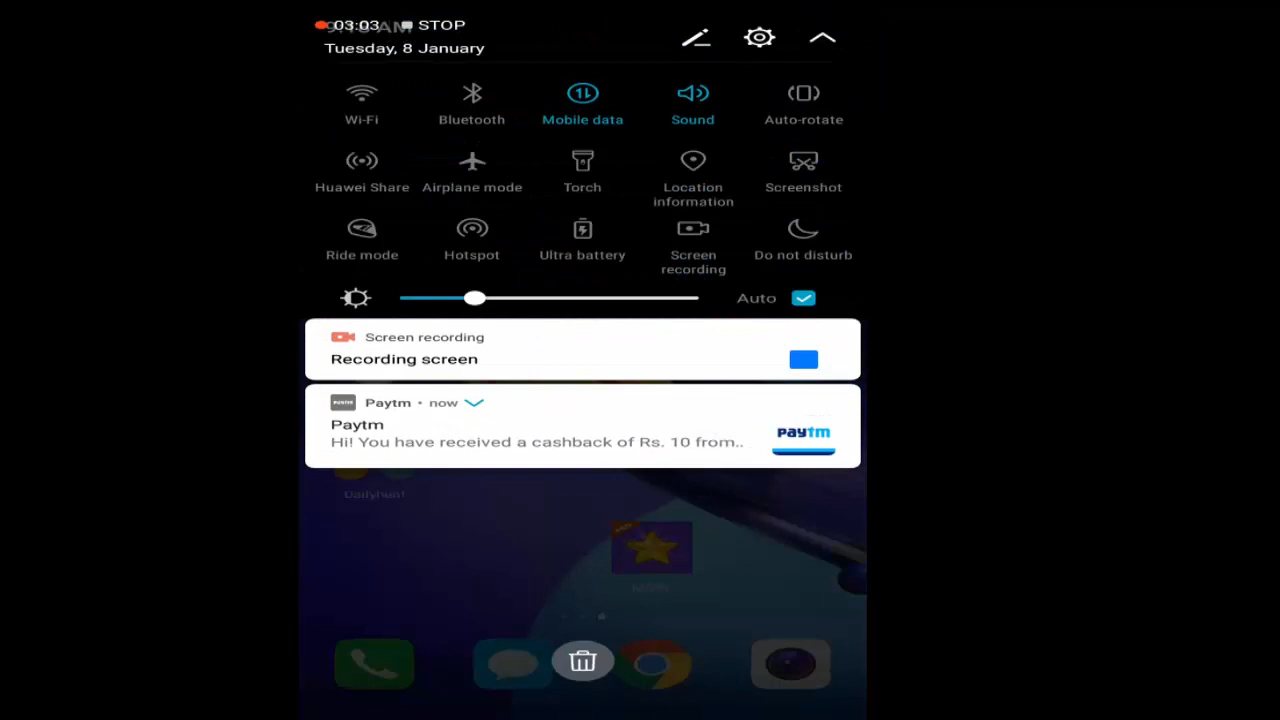 03:03 STOP
Tuesday, 8 January
Wi-Fi Bluetooth Mobile data Sound Auto-rotate
Huawei Share Airplane mode Torch Location information Screenshot
Ride mode Hotspot Ultra battery Screen recording Do not disturb
Auto
Screen recording
Recording screen
Paytm • now
Paytm
Hi! You have received a cashback of Rs. 10 from..
paytm
Dailyhunt